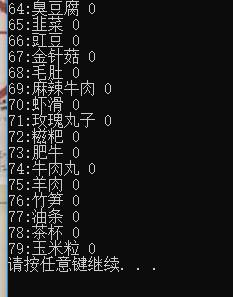 64:臭豆腐 0
65:韭菜 0
66:豇豆 0
67:金针菇 0
68:毛肚 0
69:麻辣牛肉 0
70:虾滑 0
71:玫瑰丸子 0
72:糍粑 0
73:肥牛 0
74:牛肉丸 0
75:羊肉 0
76:竹笋 0
77:油条 0
78:茶杯 0
79:玉米粒 0
请按任意键继续. . .